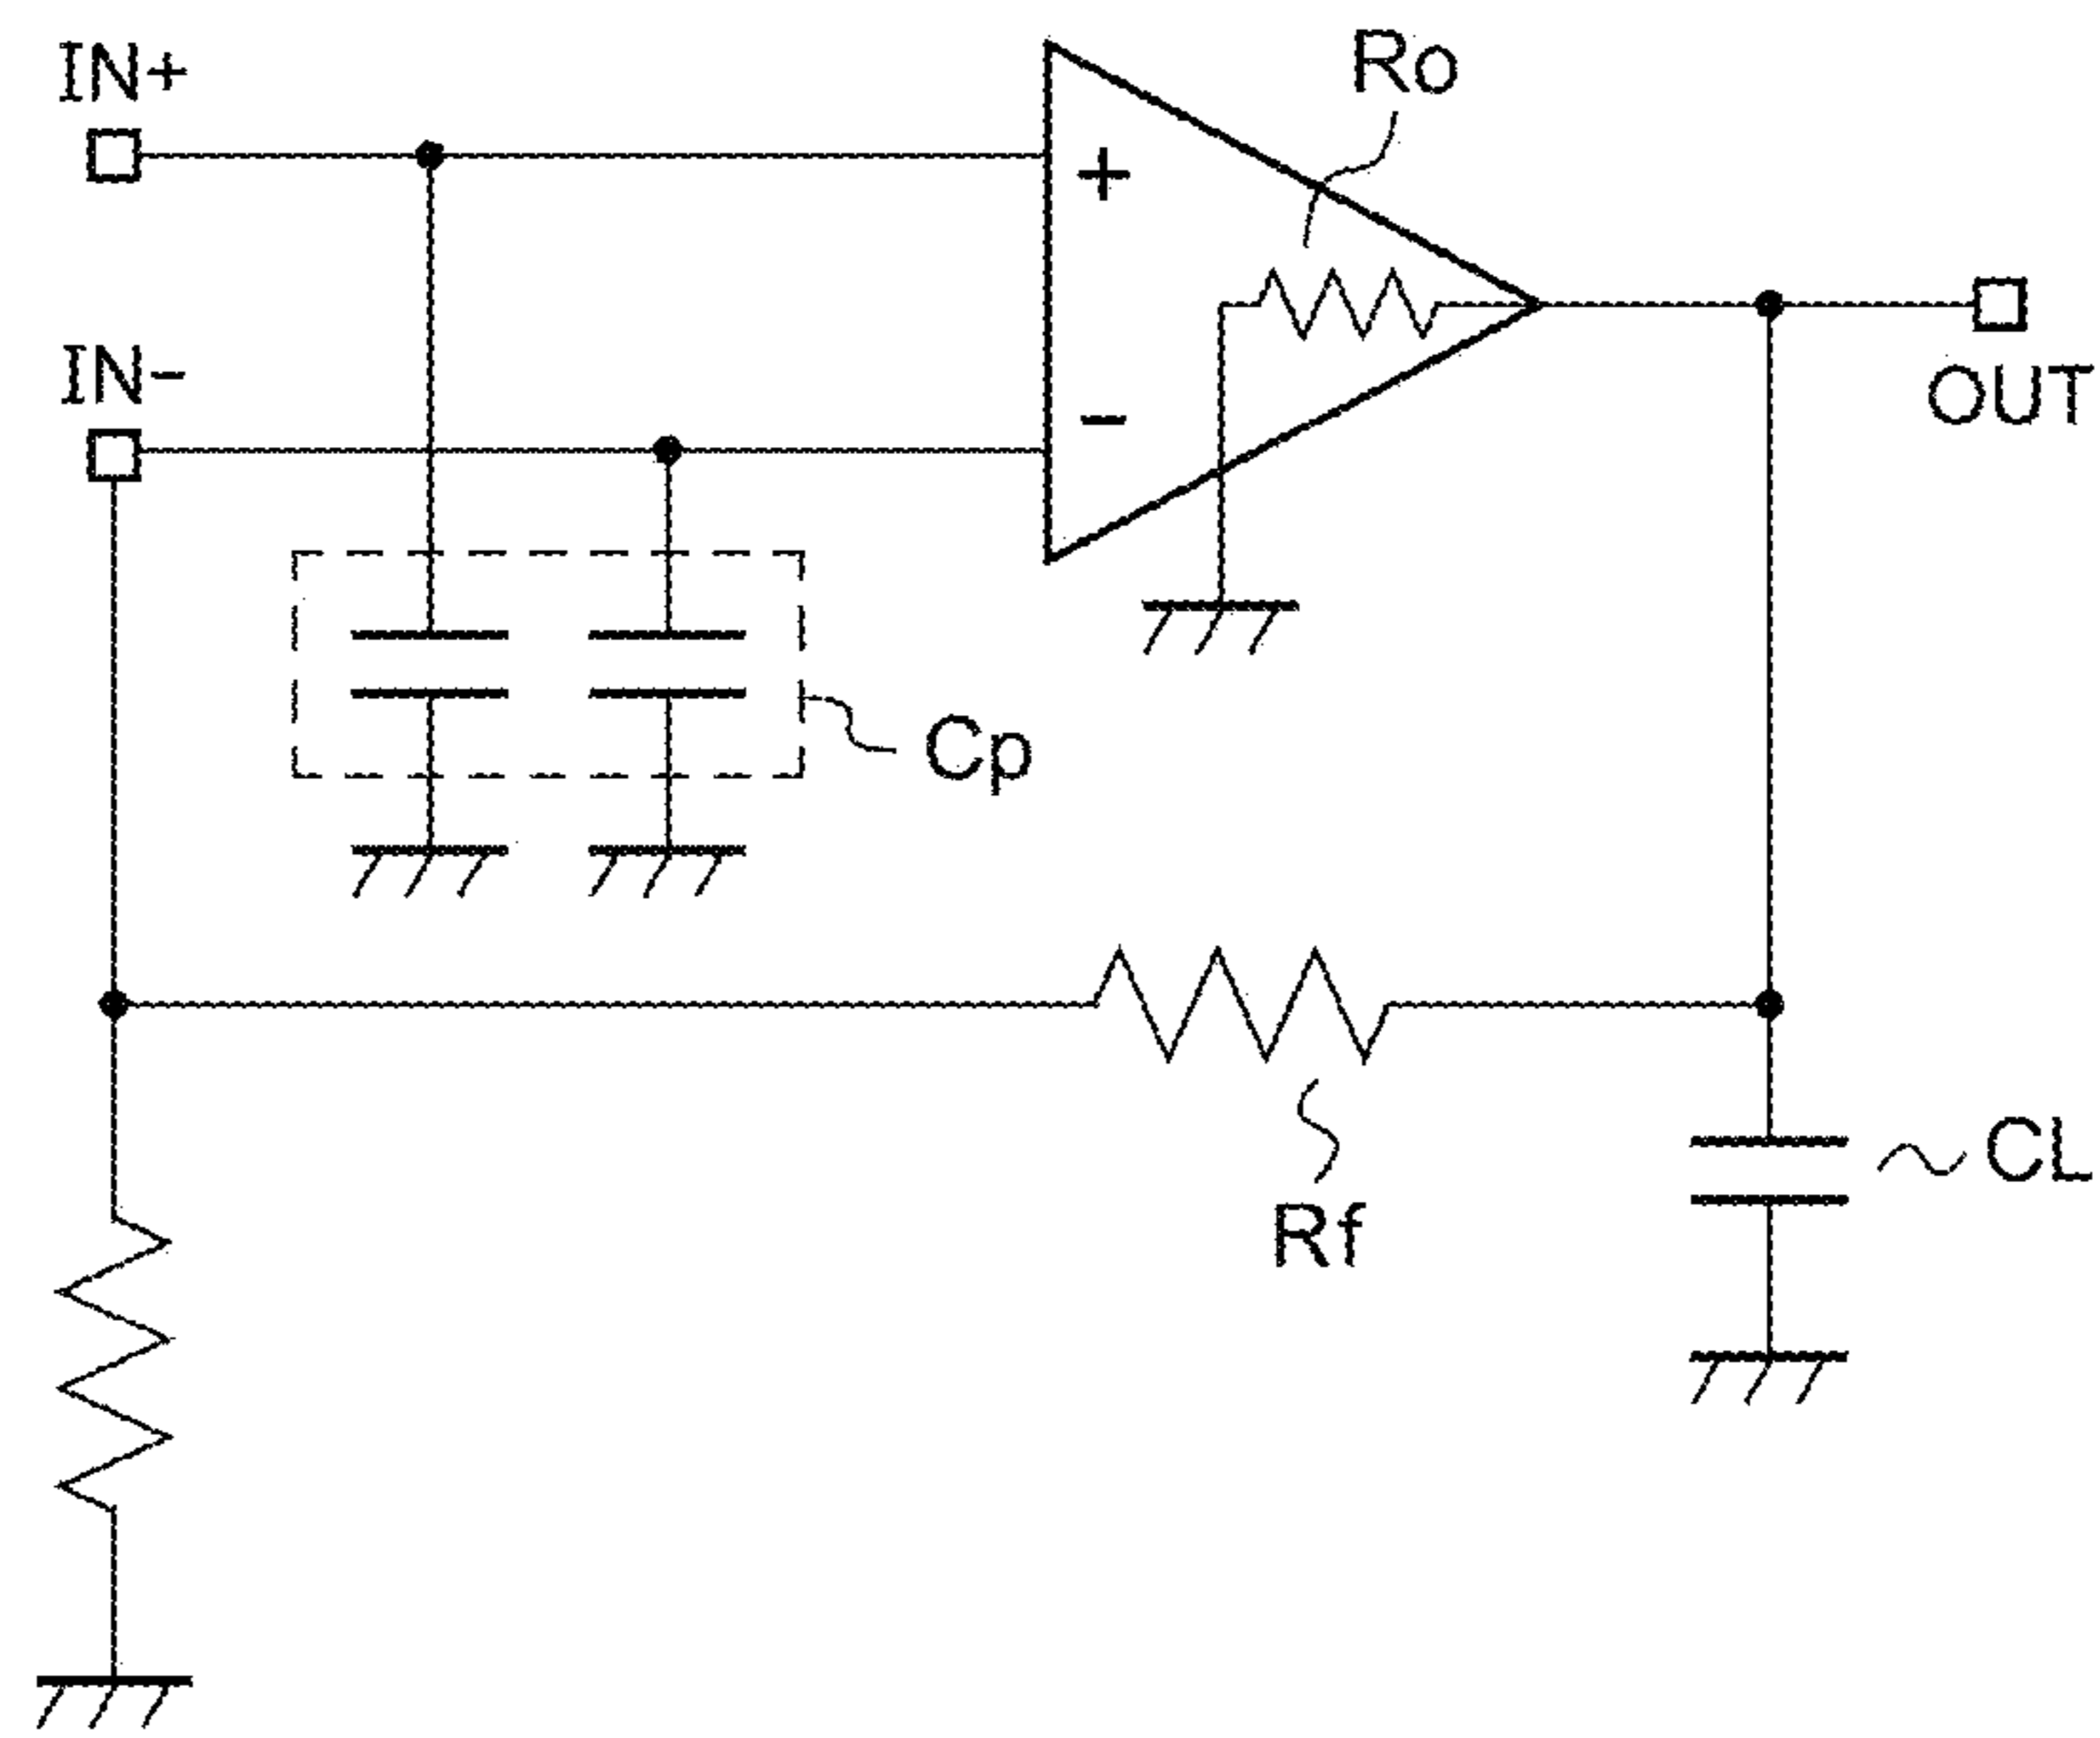 IN+
Ro
+
IN-
OUT
-
Cp
CL
Rf